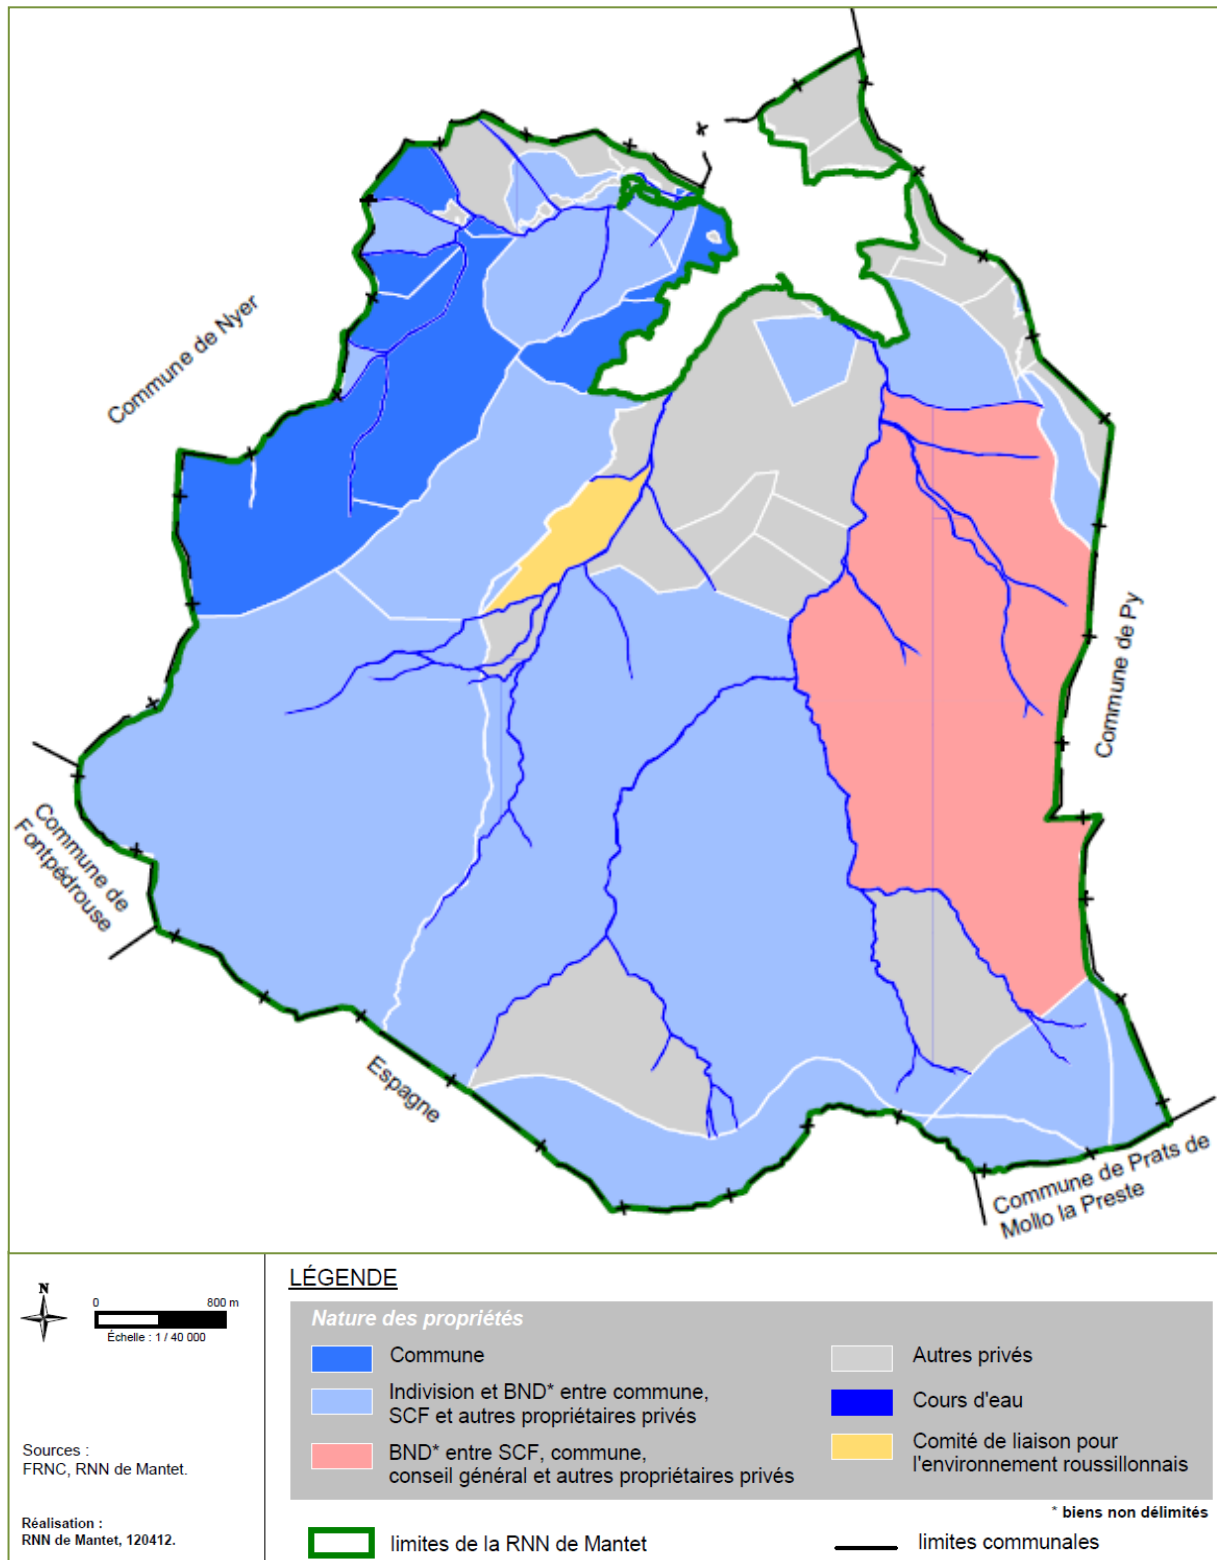 Commune de Nyer
Commune de Py
Commune de
Fontpédrouse
Espagne
Commune de Prats de
Mollo la Preste
N
0 800 m
Échelle : 1 / 40 000
Sources :
FRNC, RNN de Mantet.
Réalisation :
RNN de Mantet, 120412.
LÉGENDE
Nature des propriétés
Commune
Indivision et BND* entre commune,
SCF et autres propriétaires privés
BND* entre SCF, commune,
conseil général et autres propriétaires privés
Autres privés
Cours d'eau
Comité de liaison pour
l'environnement roussillonnais
* biens non délimités
limites de la RNN de Mantet
limites communales